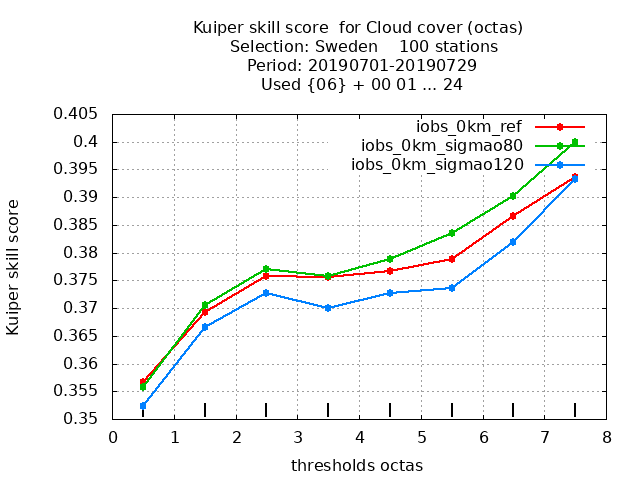 Kuiper skill score  for Cloud cover (octas)
Selection: Sweden    100 stations
Period: 20190701-20190729
Used {06} + 00 01 ... 24
iobs_0km_ref
iobs_0km_sigmao80
iobs_0km_sigmao120
Kuiper skill score
0.405
0.4
0.395
0.39
0.385
0.38
0.375
0.37
0.365
0.36
0.355
0.35
0 1 2 3 4 5 6 7 8
thresholds octas